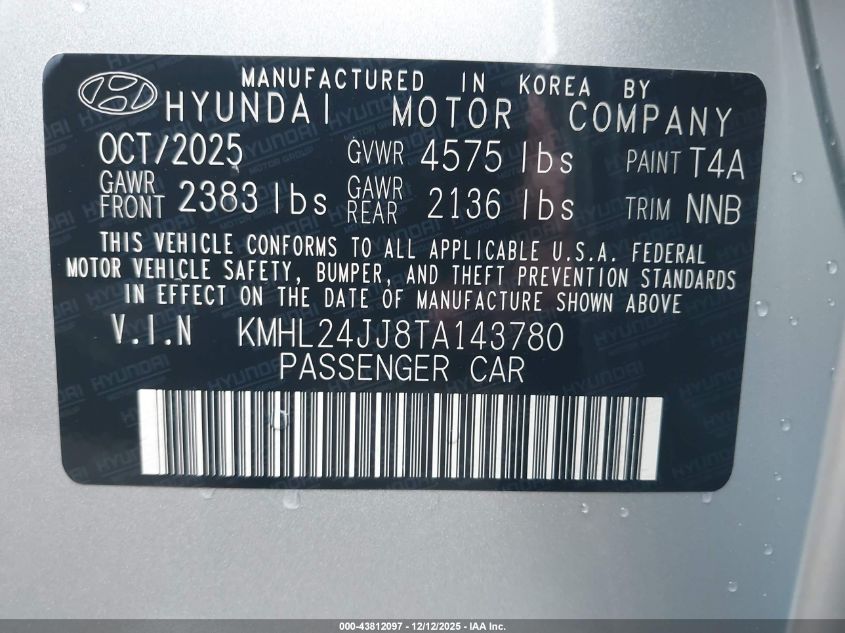 MANUFACTURED IN KOREA BY
HYUNDAI MOTOR COMPANY
OCT/2025 GVWR 4575 lbs PAINT T4A
GAWR FRONT 2383 lbs GAWR REAR 2136 lbs TRIM NNB
THIS VEHICLE CONFORMS TO ALL APPLICABLE U.S.A. FEDERAL
MOTOR VEHICLE SAFETY, BUMPER, AND THEFT PREVENTION STANDARDS
IN EFFECT ON THE DATE OF MANUFACTURE SHOWN ABOVE
V.I.N KMHL24JJ8TA143780
PASSENGER CAR
000-43812097 - 12/12/2025 - IAA Inc.